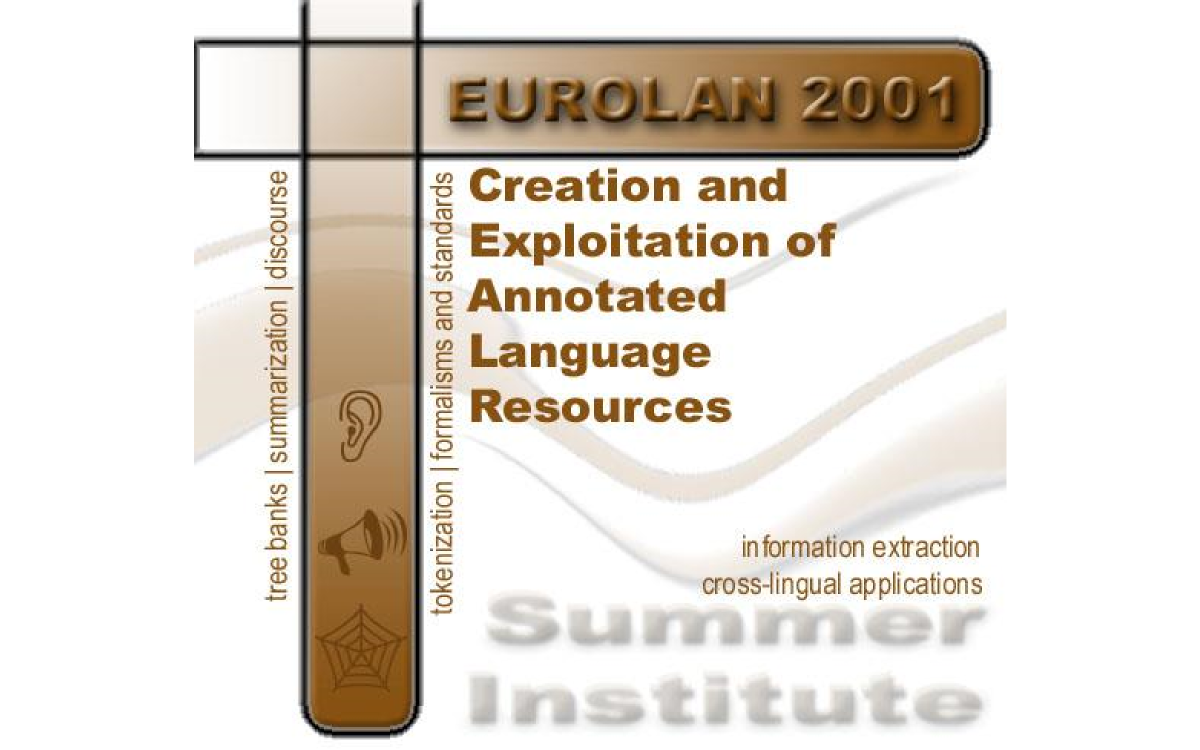 EUROLAN 2001
tree banks | summarization | discourse
tokenization | formalisms and standards
Creation and
Exploitation of
Annotated
Language
Resources
information extraction
cross-lingual applications
Summer
Institute